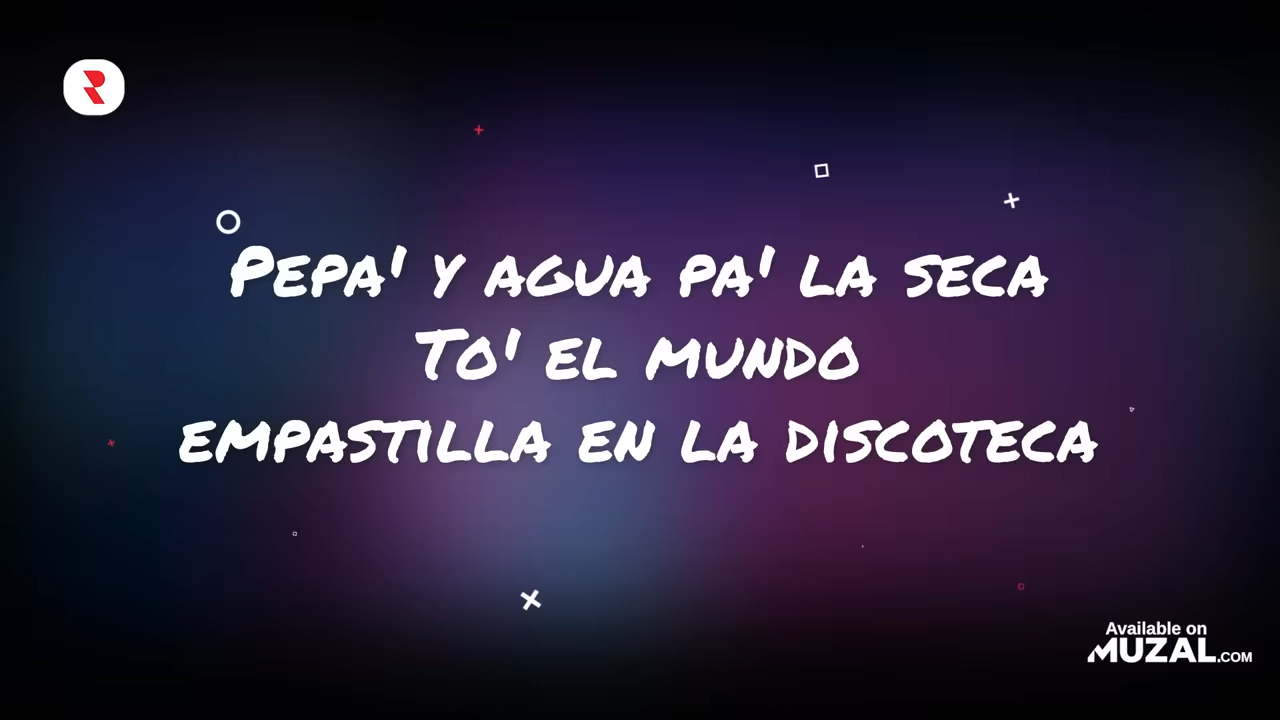 Pepa' y agua pa' la seca
To' el mundo
empastilla en la discoteca
Available on
MUZAL.COM